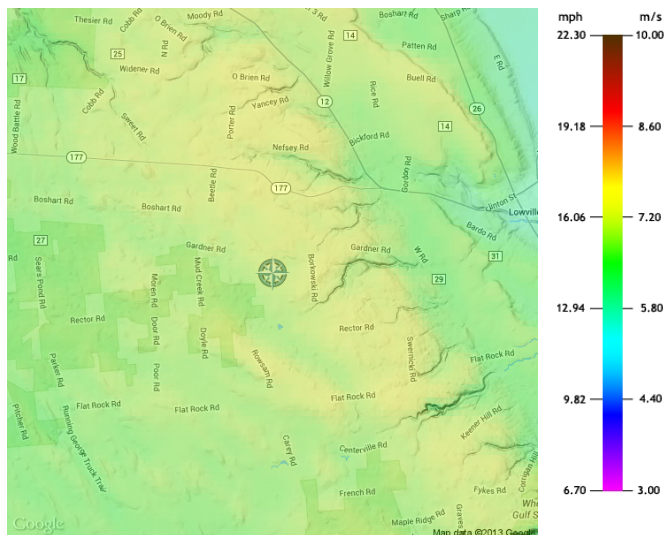 Thesier Rd
Cobb Rd
O Brien Rd
Moody Rd
3 Rd
Boshart Rd
Sharp
N Rd
14
Patten Rd
E Rd
25
Widener Rd
Willow Grove Rd
17
O Brien Rd
Buell Rd
Cobb Rd
Yancey Rd
12
Rice Rd
26
Wood Battle Rd
Sweet Rd
Porter Rd
14
Bickford Rd
Nefsey Rd
177
Gordon Rd
177
Beetle Rd
Boshart Rd
Boshart Rd
Clinton St
Lowville
Bardo Rd
27
Gardner Rd
Gardner Rd
W Rd
31
Rd
Sears Pond Rd
Mud Creek Rd
Borkowski Rd
29
Moren Rd
Rector Rd
Door Rd
Doyle Rd
Rector Rd
Swernicki Rd
Flat Rock Rd
Parker Rd
Poor Rd
Rowsam Rd
Flat Rock Rd
Flat Rock Rd
Flat Rock Rd
Pitcher Rd
Running George Truck Trail
Keener Hill Rd
Carey Rd
Centerville Rd
Corrigan Hill
French Rd
Fykes Rd
Graves
Gulf S
Maple Ridge Rd
Google
Map data ©2013 Google
mph
m/s
22.30
10.00
19.18
8.60
16.06
7.20
12.94
5.80
9.82
4.40
6.70
3.00